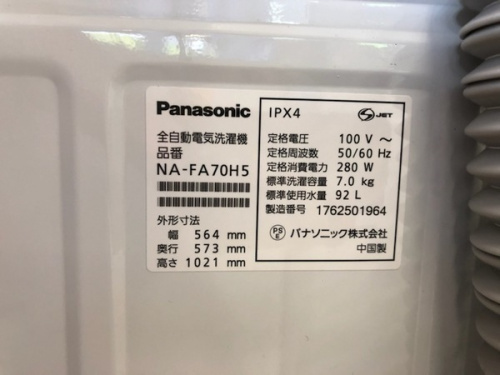 Panasonic
全自動電気洗濯機
品番
NA-FA70H5
外形寸法
幅 564 mm
奥行 573 mm
高さ 1021 mm
IPX4
S JET
定格電圧 100 V ~
定格周波数 50/60 Hz
定格消費電力 280 W
標準洗濯容量 7.0 kg
標準使用水量 92 L
製造番号 1762501964
PSE パナソニック株式会社
中国製